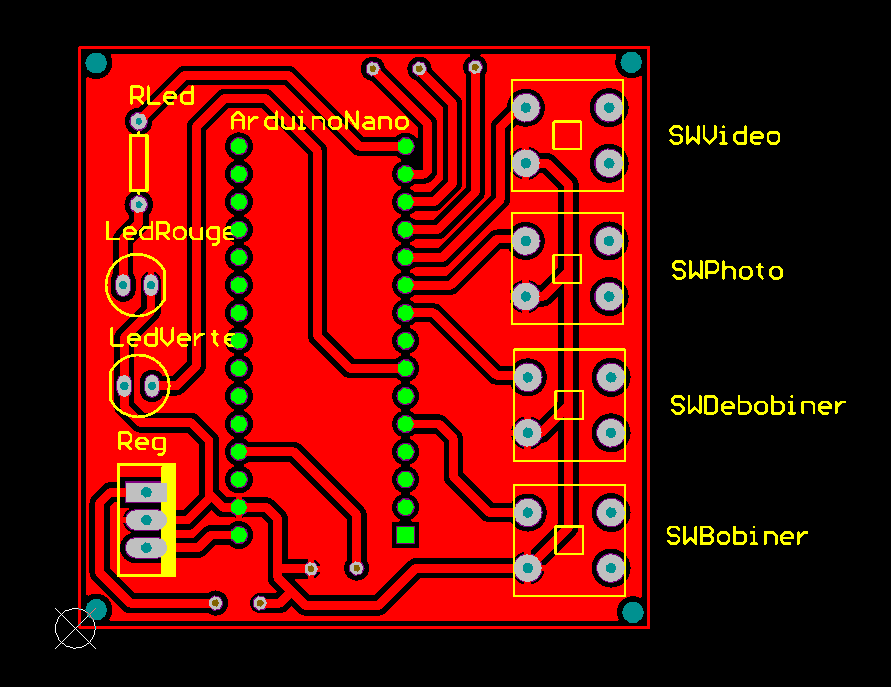 RLed
ArduinoNano
SWVideo
LedRouge
SWPhoto
LedVerte
SWDebobiner
Reg
SWBobiner